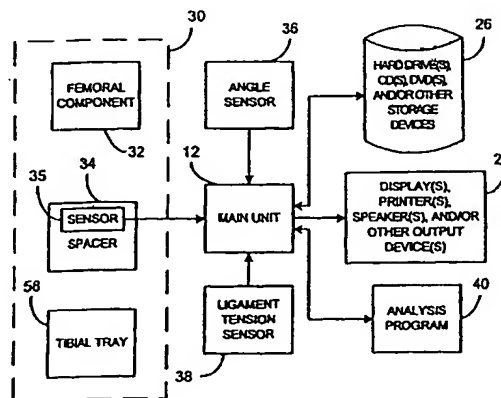 30
36
26
FEMORAL
COMPONENT
32
ANGLE
SENSOR
HARD DRIVE(S),
CD(S), DVD(S),
AND/OR OTHER
STORAGE
DEVICES
12
34
35
SENSOR
SPACER
MAIN UNIT
DISPLAY(S),
PRINTER(S),
SPEAKER(S), AND/OR
OTHER OUTPUT
DEVICE(S)
58
TIBIAL TRAY
LIGAMENT
TENSION
SENSOR
38
ANALYSIS
PROGRAM
40